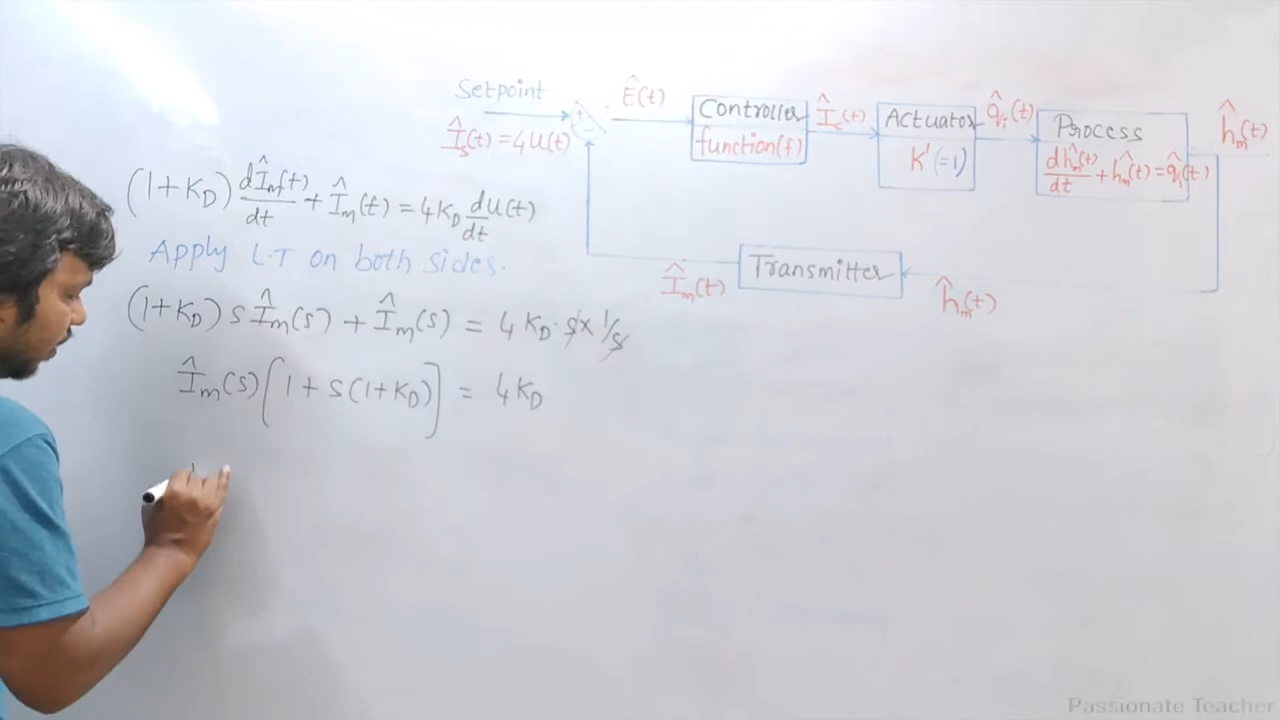 Setpoint
Î_s(t) = 4U(t)
+
−
Ê(t)
Controller
function(f)
Î_c(t)
Actuator
K' (=1)
q̂_i(t)
Process
dĥ_m(t)/dt + ĥ_m(t) = q̂_i(t)
ĥ_m(t)
Transmitter
Î_m(t)
ĥ_m(t)
(1+K_D) dÎ_m(t)/dt + Î_m(t) = 4K_D dU(t)/dt
Apply L.T on both sides.
(1+K_D) s Î_m(s) + Î_m(s) = 4 K_D · s × 1/s
Î_m(s) [1 + s(1+K_D)] = 4K_D
Passionate Teacher